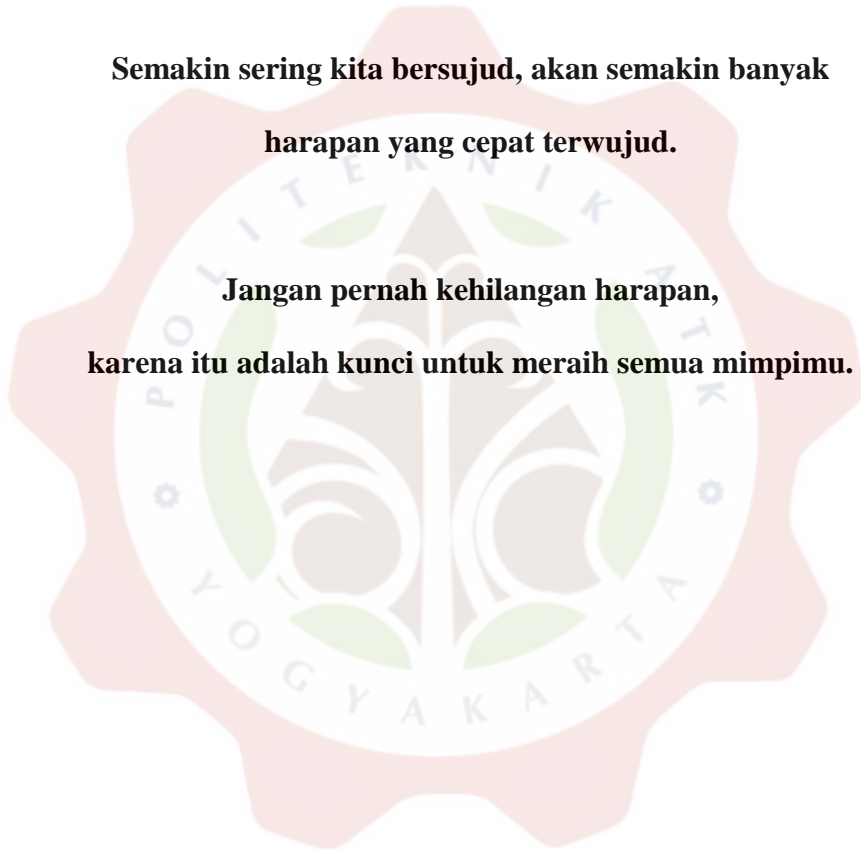 Semakin sering kita bersujud, akan semakin banyak
harapan yang cepat terwujud.
Jangan pernah kehilangan harapan,
karena itu adalah kunci untuk meraih semua mimpimu.
POLITEKNIK ATK
YOGYAKARTA